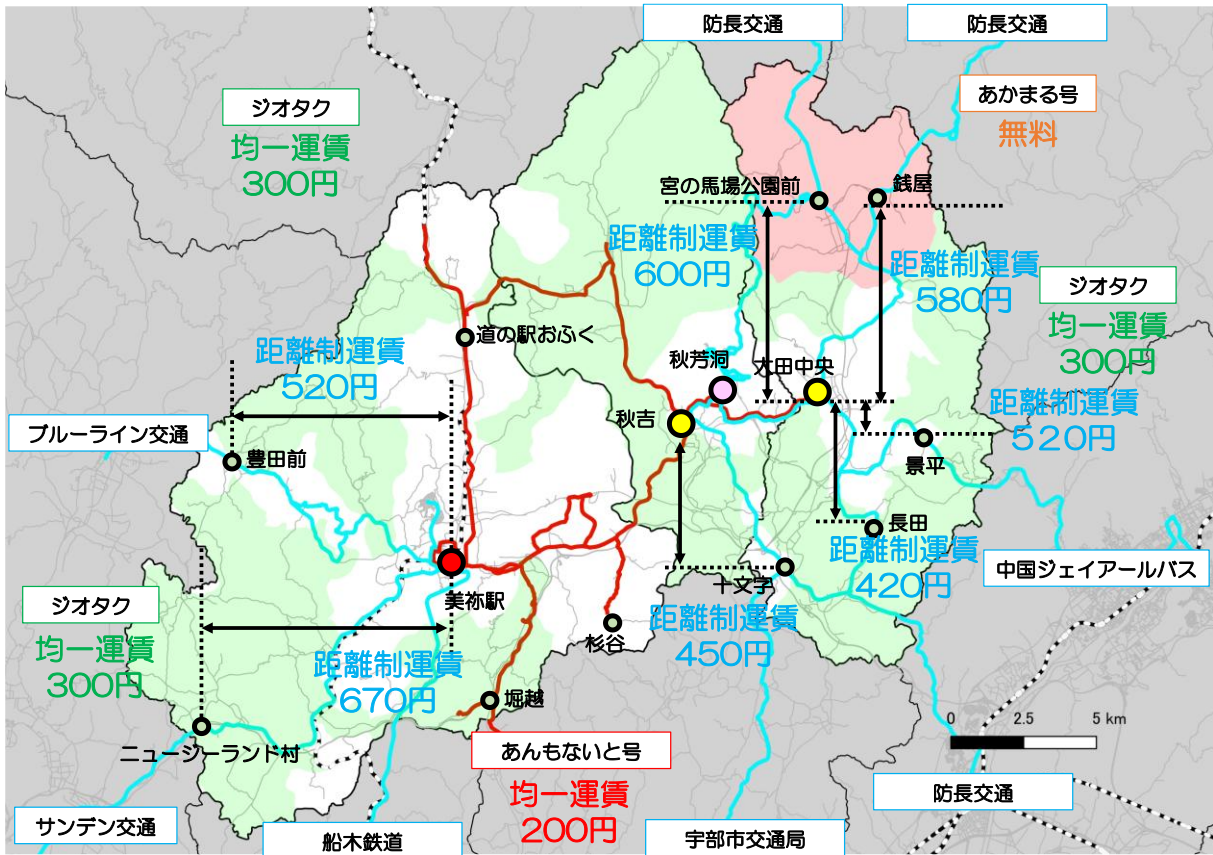 防長交通
防長交通
ジオタク
均一運賃
300円
あかまる号
無料
宮の馬場公園前
銭屋
距離制運賃
600円
距離制運賃
580円
ジオタク
均一運賃
300円
道の駅おふく
距離制運賃
520円
秋芳洞
大田中央
秋吉
距離制運賃
520円
ブルーライン交通
豊田前
景平
長田
距離制運賃
420円
中国ジェイアールバス
美祢駅
十文字
ジオタク
均一運賃
300円
距離制運賃
670円
杉谷
距離制運賃
450円
堀越
ニュージーランド村
0 2.5 5 km
あんもないと号
均一運賃
200円
防長交通
サンデン交通
船木鉄道
宇部市交通局